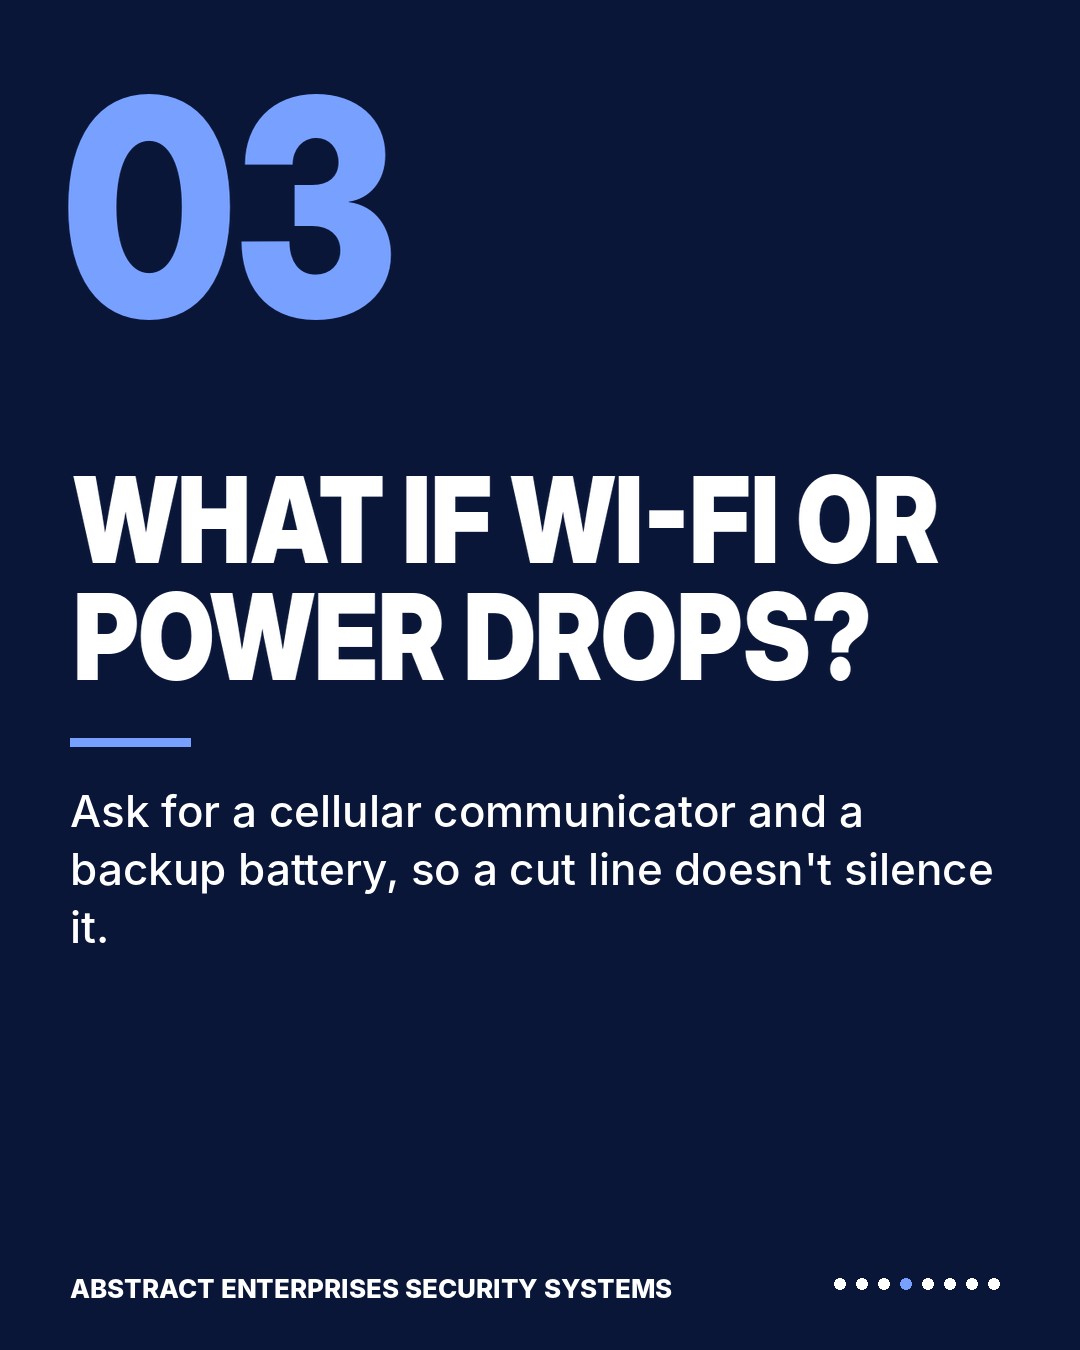 03
WHAT IF WI-FI OR
POWER DROPS?
Ask for a cellular communicator and a
backup battery, so a cut line doesn't silence
it.
ABSTRACT ENTERPRISES SECURITY SYSTEMS